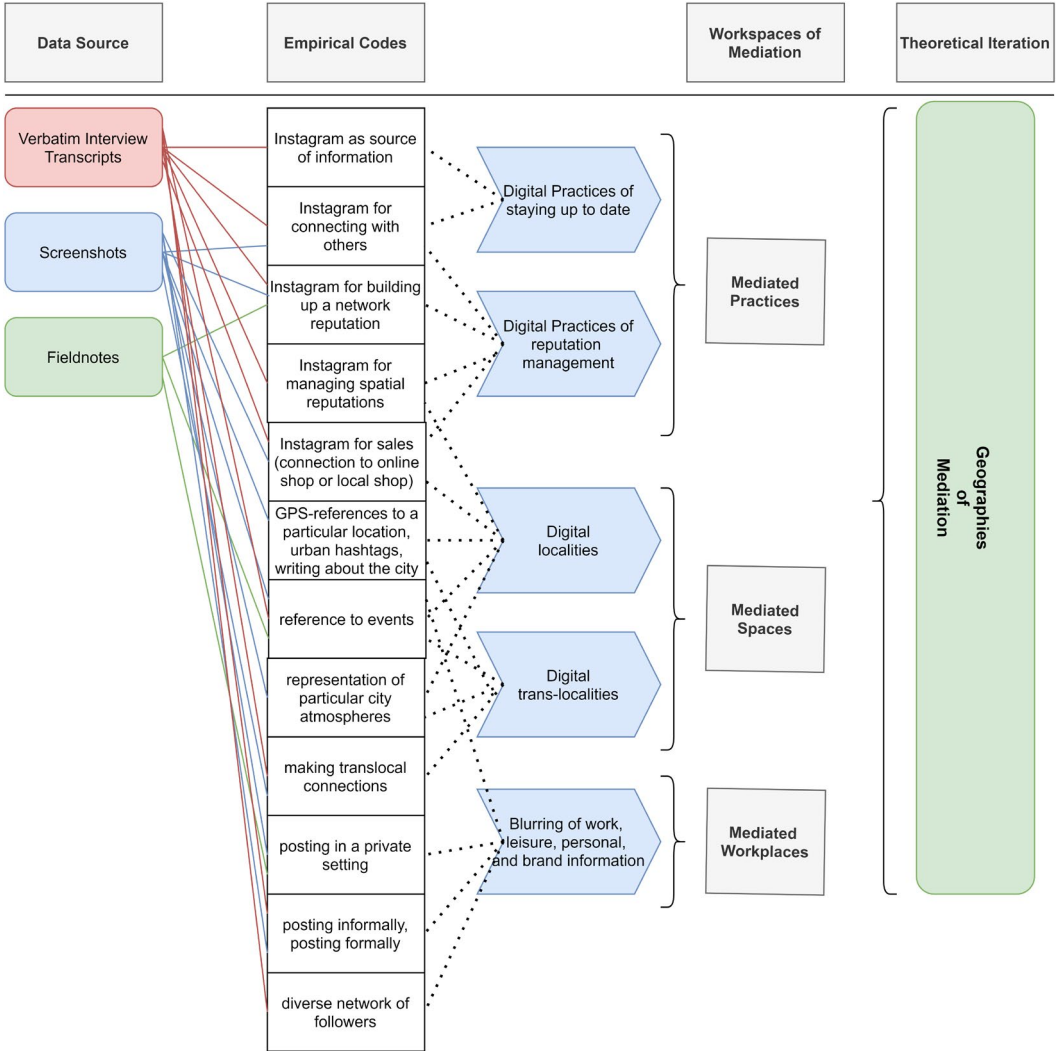 Data Source
Empirical Codes
Workspaces of
Mediation
Theoretical Iteration
Verbatim Interview
Transcripts
Screenshots
Fieldnotes
Instagram as source
of information
Instagram for
connecting with
others
Instagram for building
up a network
reputation
Instagram for
managing spatial
reputations
Instagram for sales
(connection to online
shop or local shop)
GPS-references to a
particular location,
urban hashtags,
writing about the city
reference to events
representation of
particular city
atmospheres
making translocal
connections
posting in a private
setting
posting informally,
posting formally
diverse network of
followers
Digital Practices of
staying up to date
Digital Practices of
reputation
management
Digital
localities
Digital
trans-localities
Blurring of work,
leisure, personal,
and brand information
Mediated
Practices
Mediated
Spaces
Mediated
Workplaces
Geographies
of
Mediation